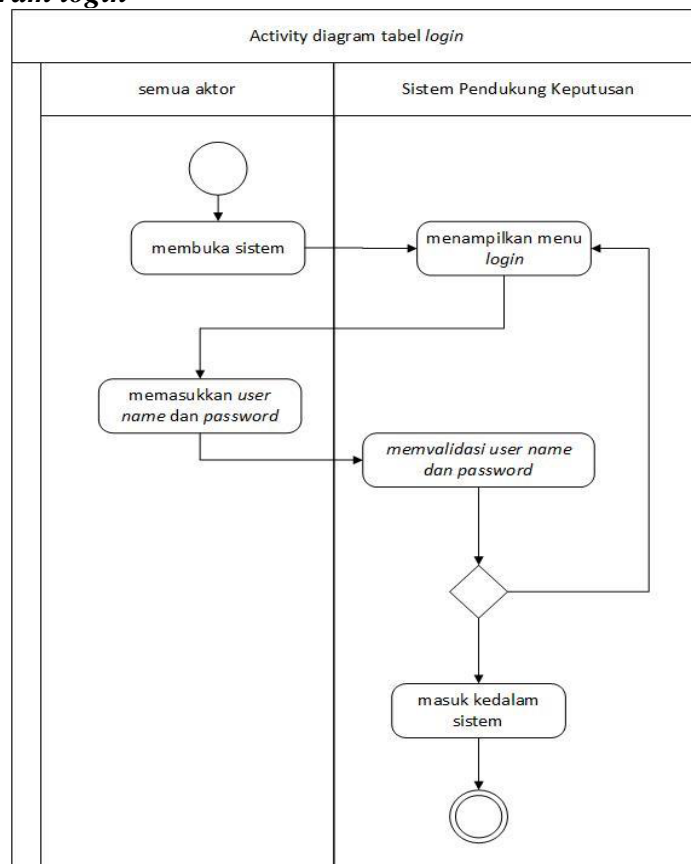 login
Activity diagram tabel login
semua aktor
Sistem Pendukung Keputusan
membuka sistem
menampilkan menu
login
memasukkan user
name dan password
memvalidasi user name
dan password
masuk kedalam
sistem